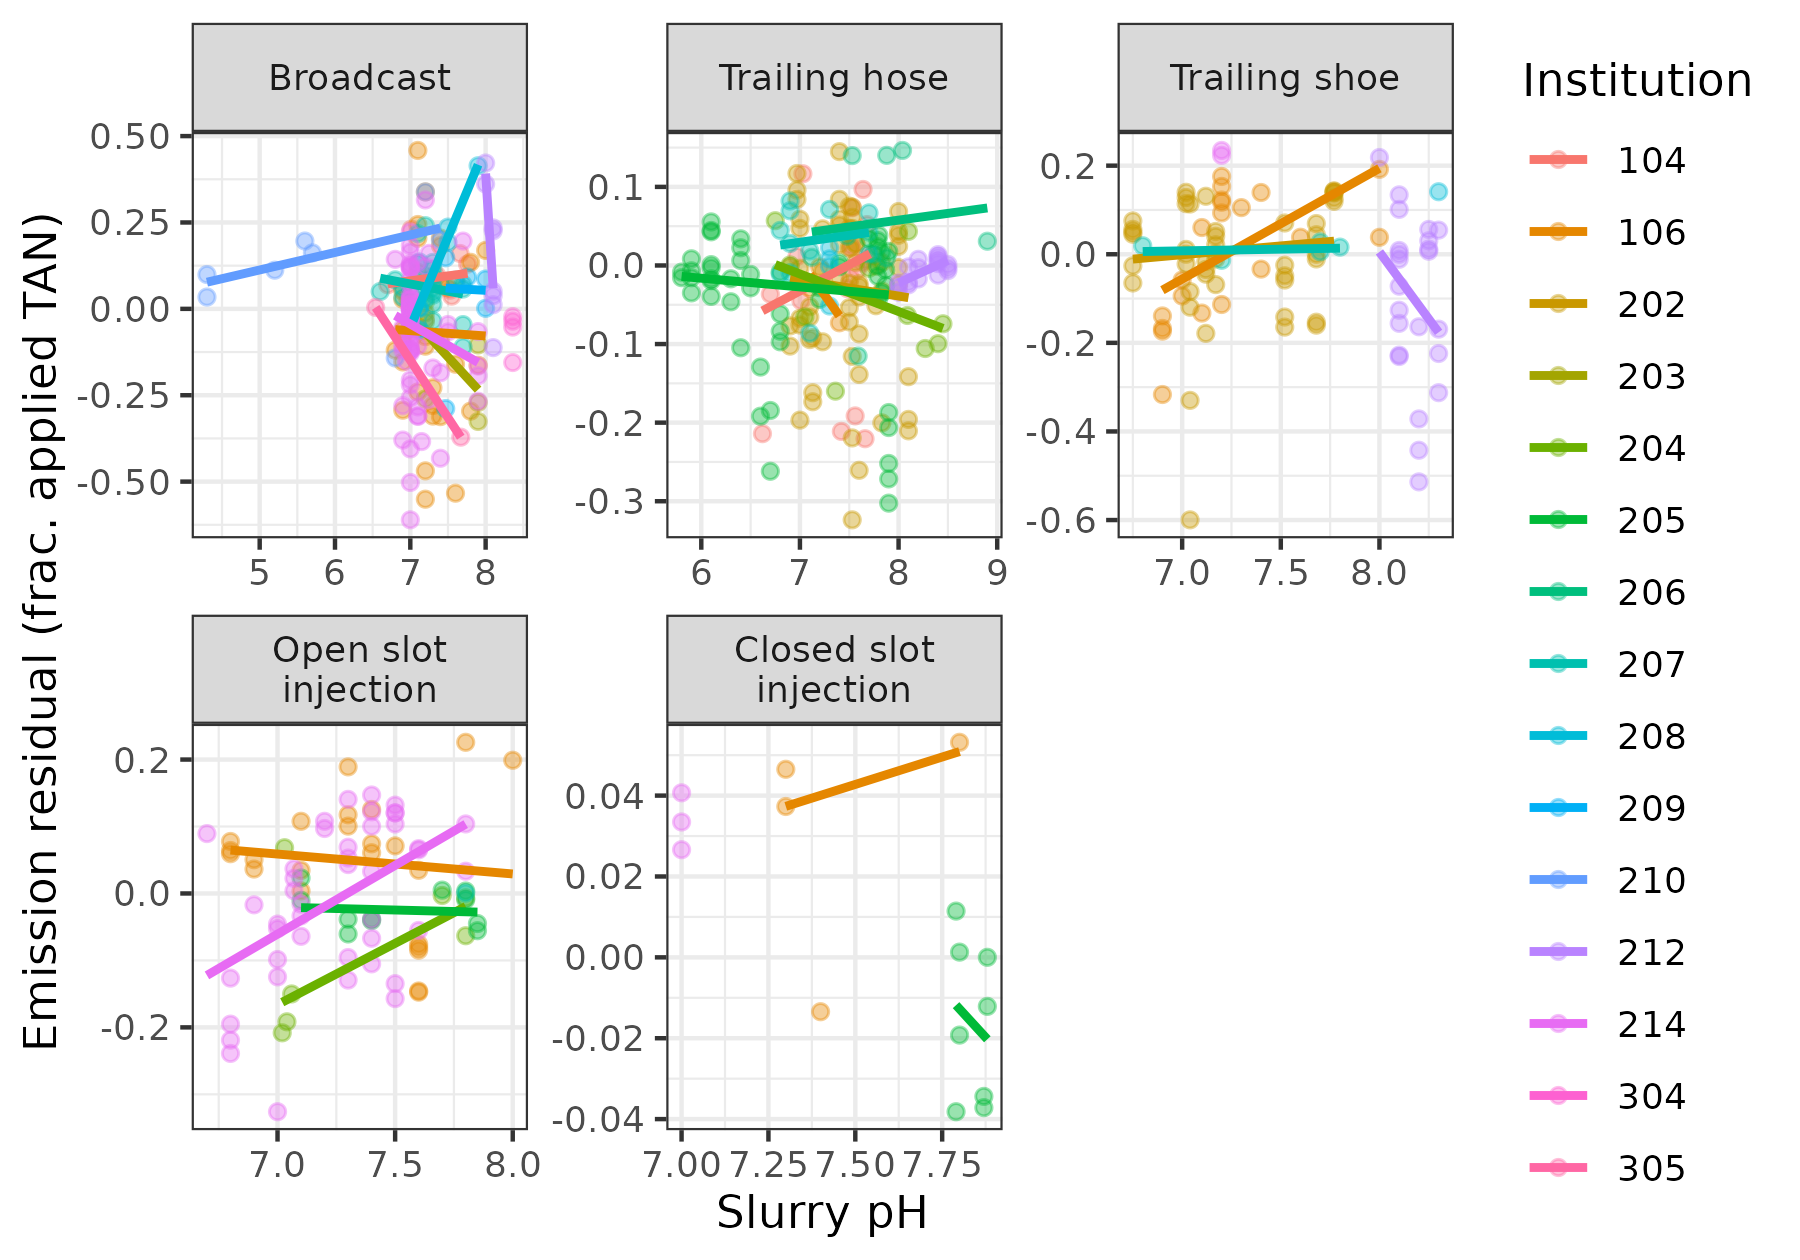 Broadcast
Trailing hose
Trailing shoe
Institution
0.50
0.25
0.00
-0.25
-0.50
5 6 7 8
0.1
0.0
-0.1
-0.2
-0.3
6 7 8 9
0.2
0.0
-0.2
-0.4
-0.6
7.0 7.5 8.0
Emission residual (frac. applied TAN)
Open slot
injection
Closed slot
injection
0.2
0.0
-0.2
7.0 7.5 8.0
0.04
0.02
0.00
-0.02
-0.04
7.00 7.25 7.50 7.75
Slurry pH
104
106
202
203
204
205
206
207
208
209
210
212
214
304
305